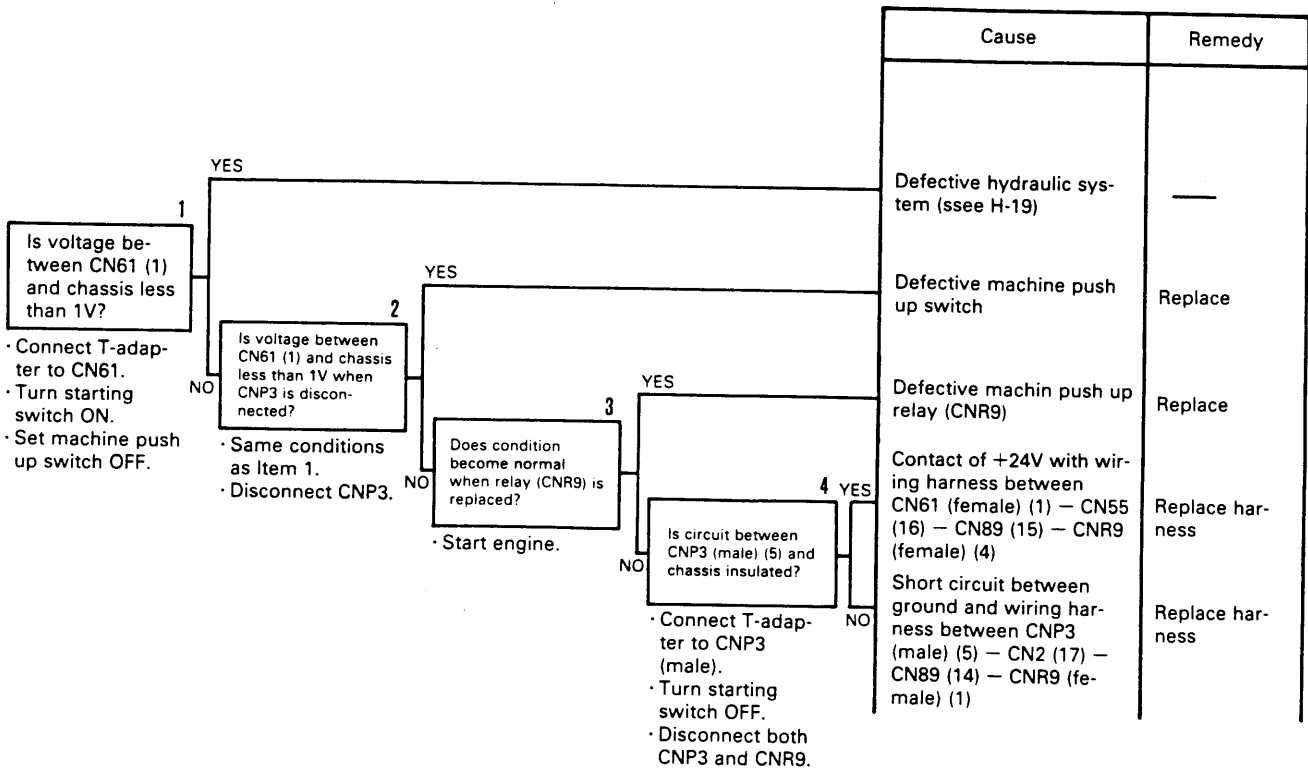 Cause
Remedy
YES
Defective hydraulic sys-
tem (ssee H-19)
—
1
Is voltage be-
tween CN61 (1)
and chassis less
than 1V?
· Connect T-adap-
ter to CN61.
· Turn starting
switch ON.
· Set machine push
up switch OFF.
NO
YES
Defective machine push
up switch
Replace
2
Is voltage between
CN61 (1) and chassis
less than 1V when
CNP3 is discon-
nected?
· Same conditions
as Item 1.
· Disconnect CNP3.
NO
YES
Defective machin push up
relay (CNR9)
Replace
3
Does condition
become normal
when relay (CNR9) is
replaced?
· Start engine.
NO
4
Is circuit between
CNP3 (male) (5) and
chassis insulated?
· Connect T-adap-
ter to CNP3
(male).
· Turn starting
switch OFF.
· Disconnect both
CNP3 and CNR9.
YES
Contact of +24V with wir-
ing harness between
CN61 (female) (1) — CN55
(16) — CN89 (15) — CNR9
(female) (4)
Replace har-
ness
NO
Short circuit between
ground and wiring har-
ness between CNP3
(male) (5) — CN2 (17) —
CN89 (14) — CNR9 (fe-
male) (1)
Replace har-
ness